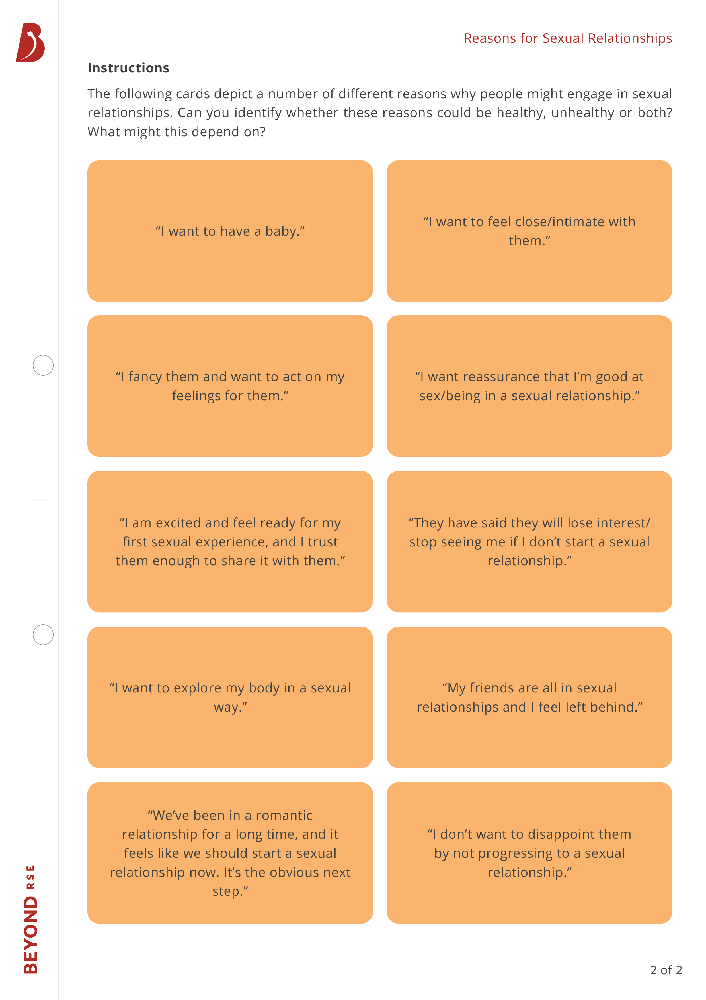 Reasons for Sexual Relationships
Instructions
The following cards depict a number of different reasons why people might engage in sexual
relationships. Can you identify whether these reasons could be healthy, unhealthy or both?
What might this depend on?
“I want to have a baby.”
“I want to feel close/intimate with
them.”
“I fancy them and want to act on my
feelings for them.”
“I want reassurance that I’m good at
sex/being in a sexual relationship.”
“I am excited and feel ready for my
first sexual experience, and I trust
them enough to share it with them.”
“They have said they will lose interest/
stop seeing me if I don’t start a sexual
relationship.”
“I want to explore my body in a sexual
way.”
“My friends are all in sexual
relationships and I feel left behind.”
“We’ve been in a romantic
relationship for a long time, and it
feels like we should start a sexual
relationship now. It’s the obvious next
step.”
“I don’t want to disappoint them
by not progressing to a sexual
relationship.”
BEYOND RSE
2 of 2